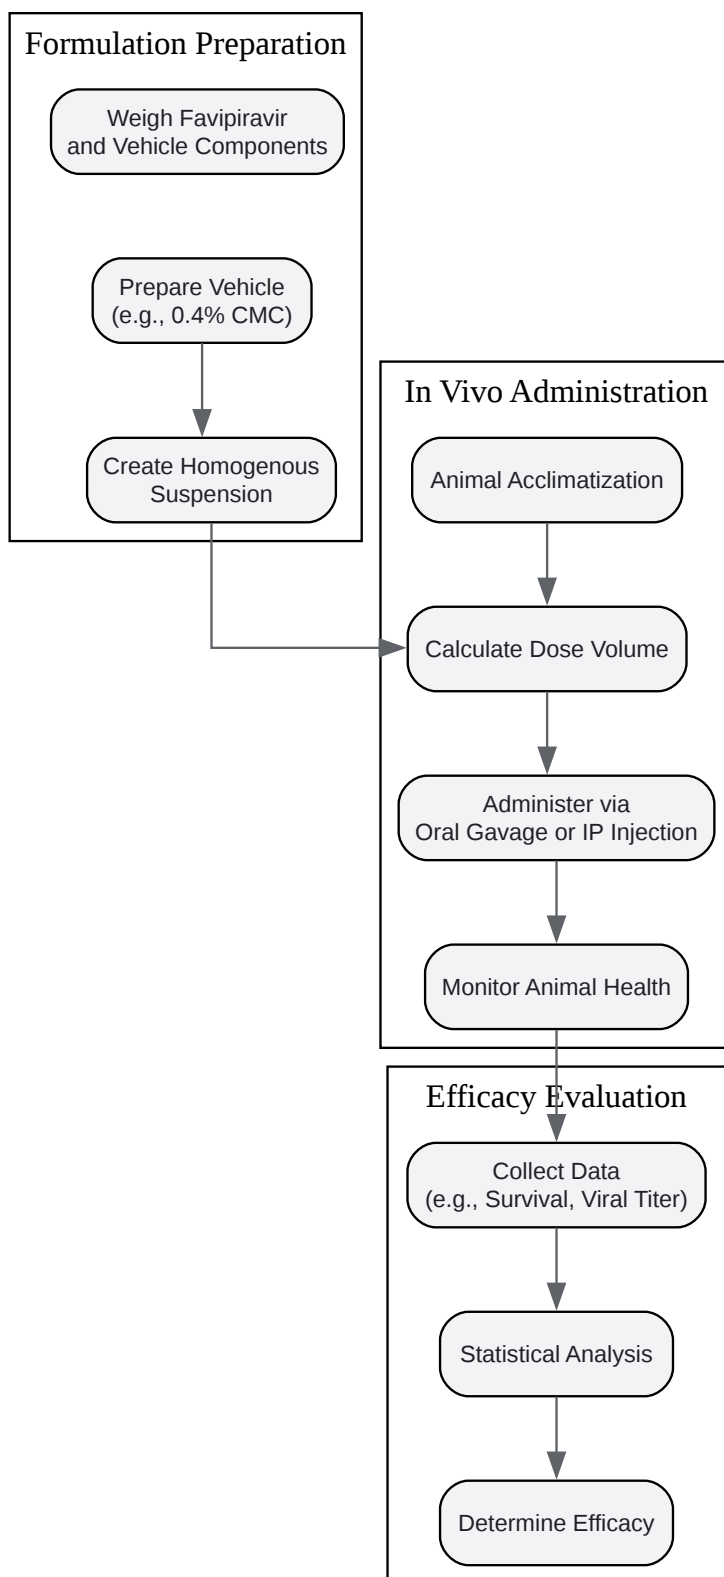 Formulation Preparation
Weigh Favipiravir
and Vehicle Components
Prepare Vehicle
(e.g., 0.4% CMC)
Create Homogenous
Suspension
In Vivo Administration
Animal Acclimatization
Calculate Dose Volume
Administer via
Oral Gavage or IP Injection
Monitor Animal Health
Efficacy Evaluation
Collect Data
(e.g., Survival, Viral Titer)
Statistical Analysis
Determine Efficacy